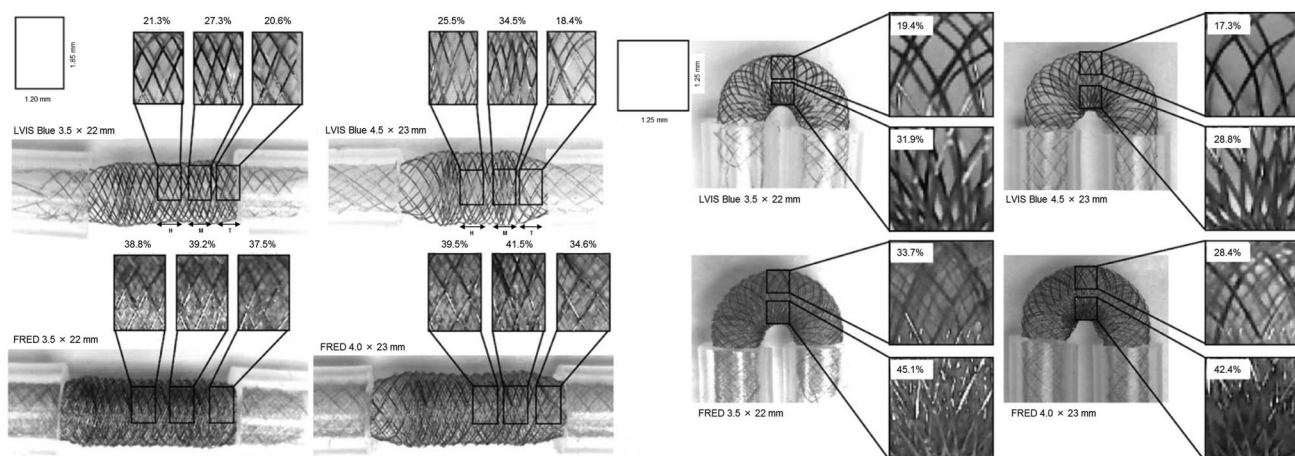 21.3% 27.3% 20.6%
1.85 mm
1.20 mm
LVIS Blue 3.5 × 22 mm
H M T
25.5% 34.5% 18.4%
LVIS Blue 4.5 × 23 mm
H M T
38.8% 39.2% 37.5%
FRED 3.5 × 22 mm
39.5% 41.5% 34.6%
FRED 4.0 × 23 mm
1.25 mm
1.25 mm
19.4%
31.9%
LVIS Blue 3.5 × 22 mm
17.3%
28.8%
LVIS Blue 4.5 × 23 mm
33.7%
45.1%
FRED 3.5 × 22 mm
28.4%
42.4%
FRED 4.0 × 23 mm